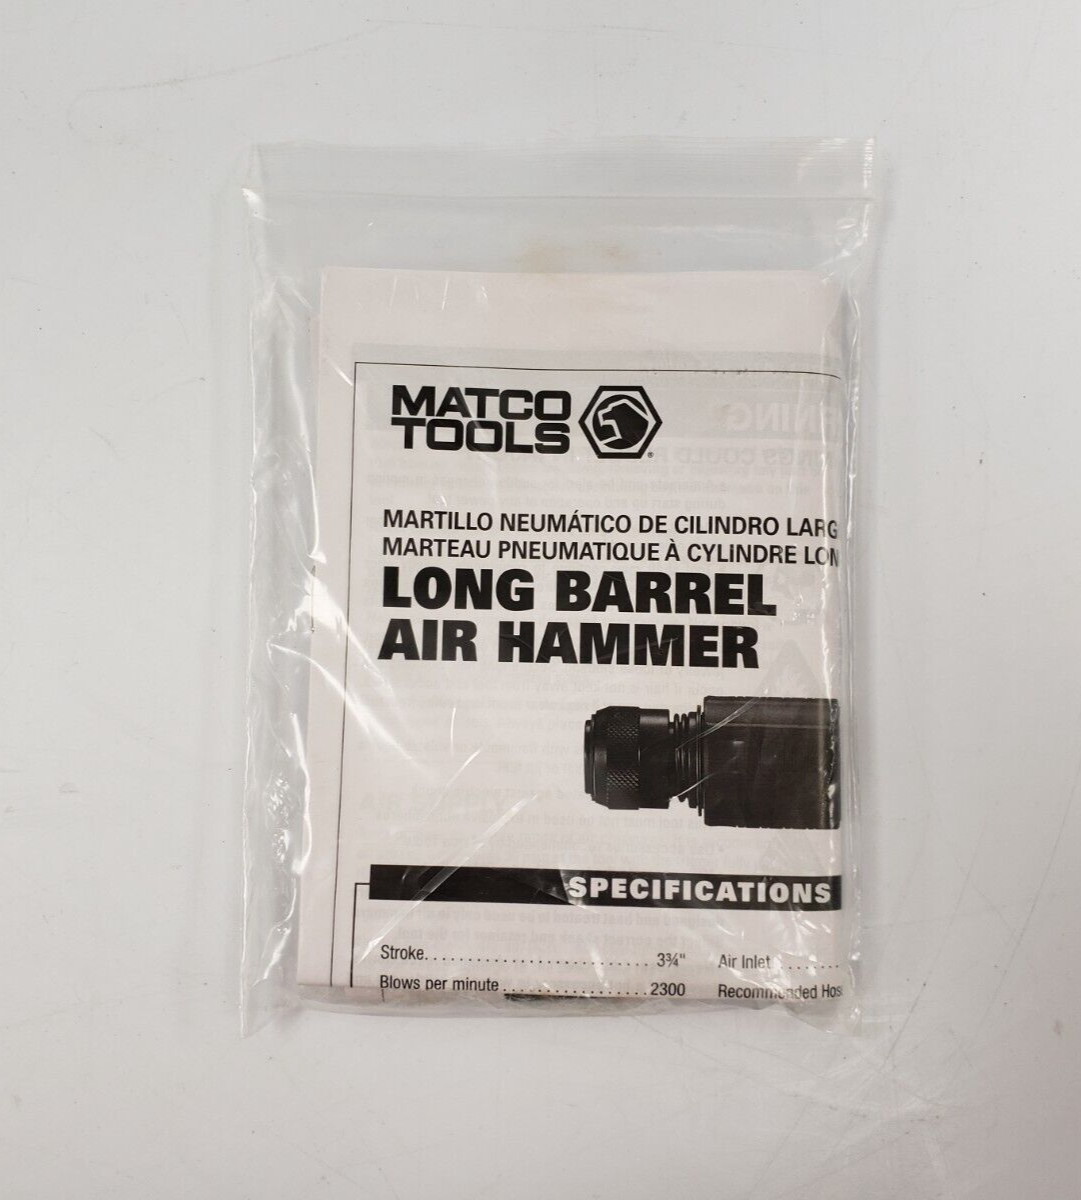 MATCO
TOOLS
®
MARTILLO NEUMÁTICO DE CILINDRO LARG
MARTEAU PNEUMATIQUE À CYLINDRE LON
LONG BARREL
AIR HAMMER
SPECIFICATIONS
Stroke.......................... 3¾" Air Inlet ........
Blows per minute .................. 2300 Recommended Hos